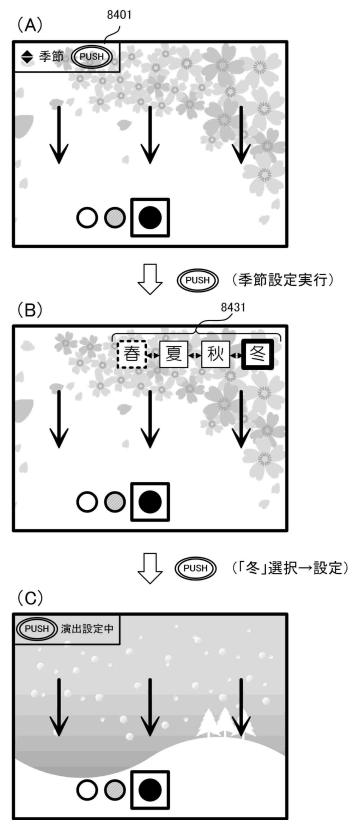 (A)
8401
季節 PUSH
PUSH (季節設定実行)
(B)
8431
春 夏 秋 冬
PUSH (「冬」選択→設定)
(C)
PUSH 演出設定中